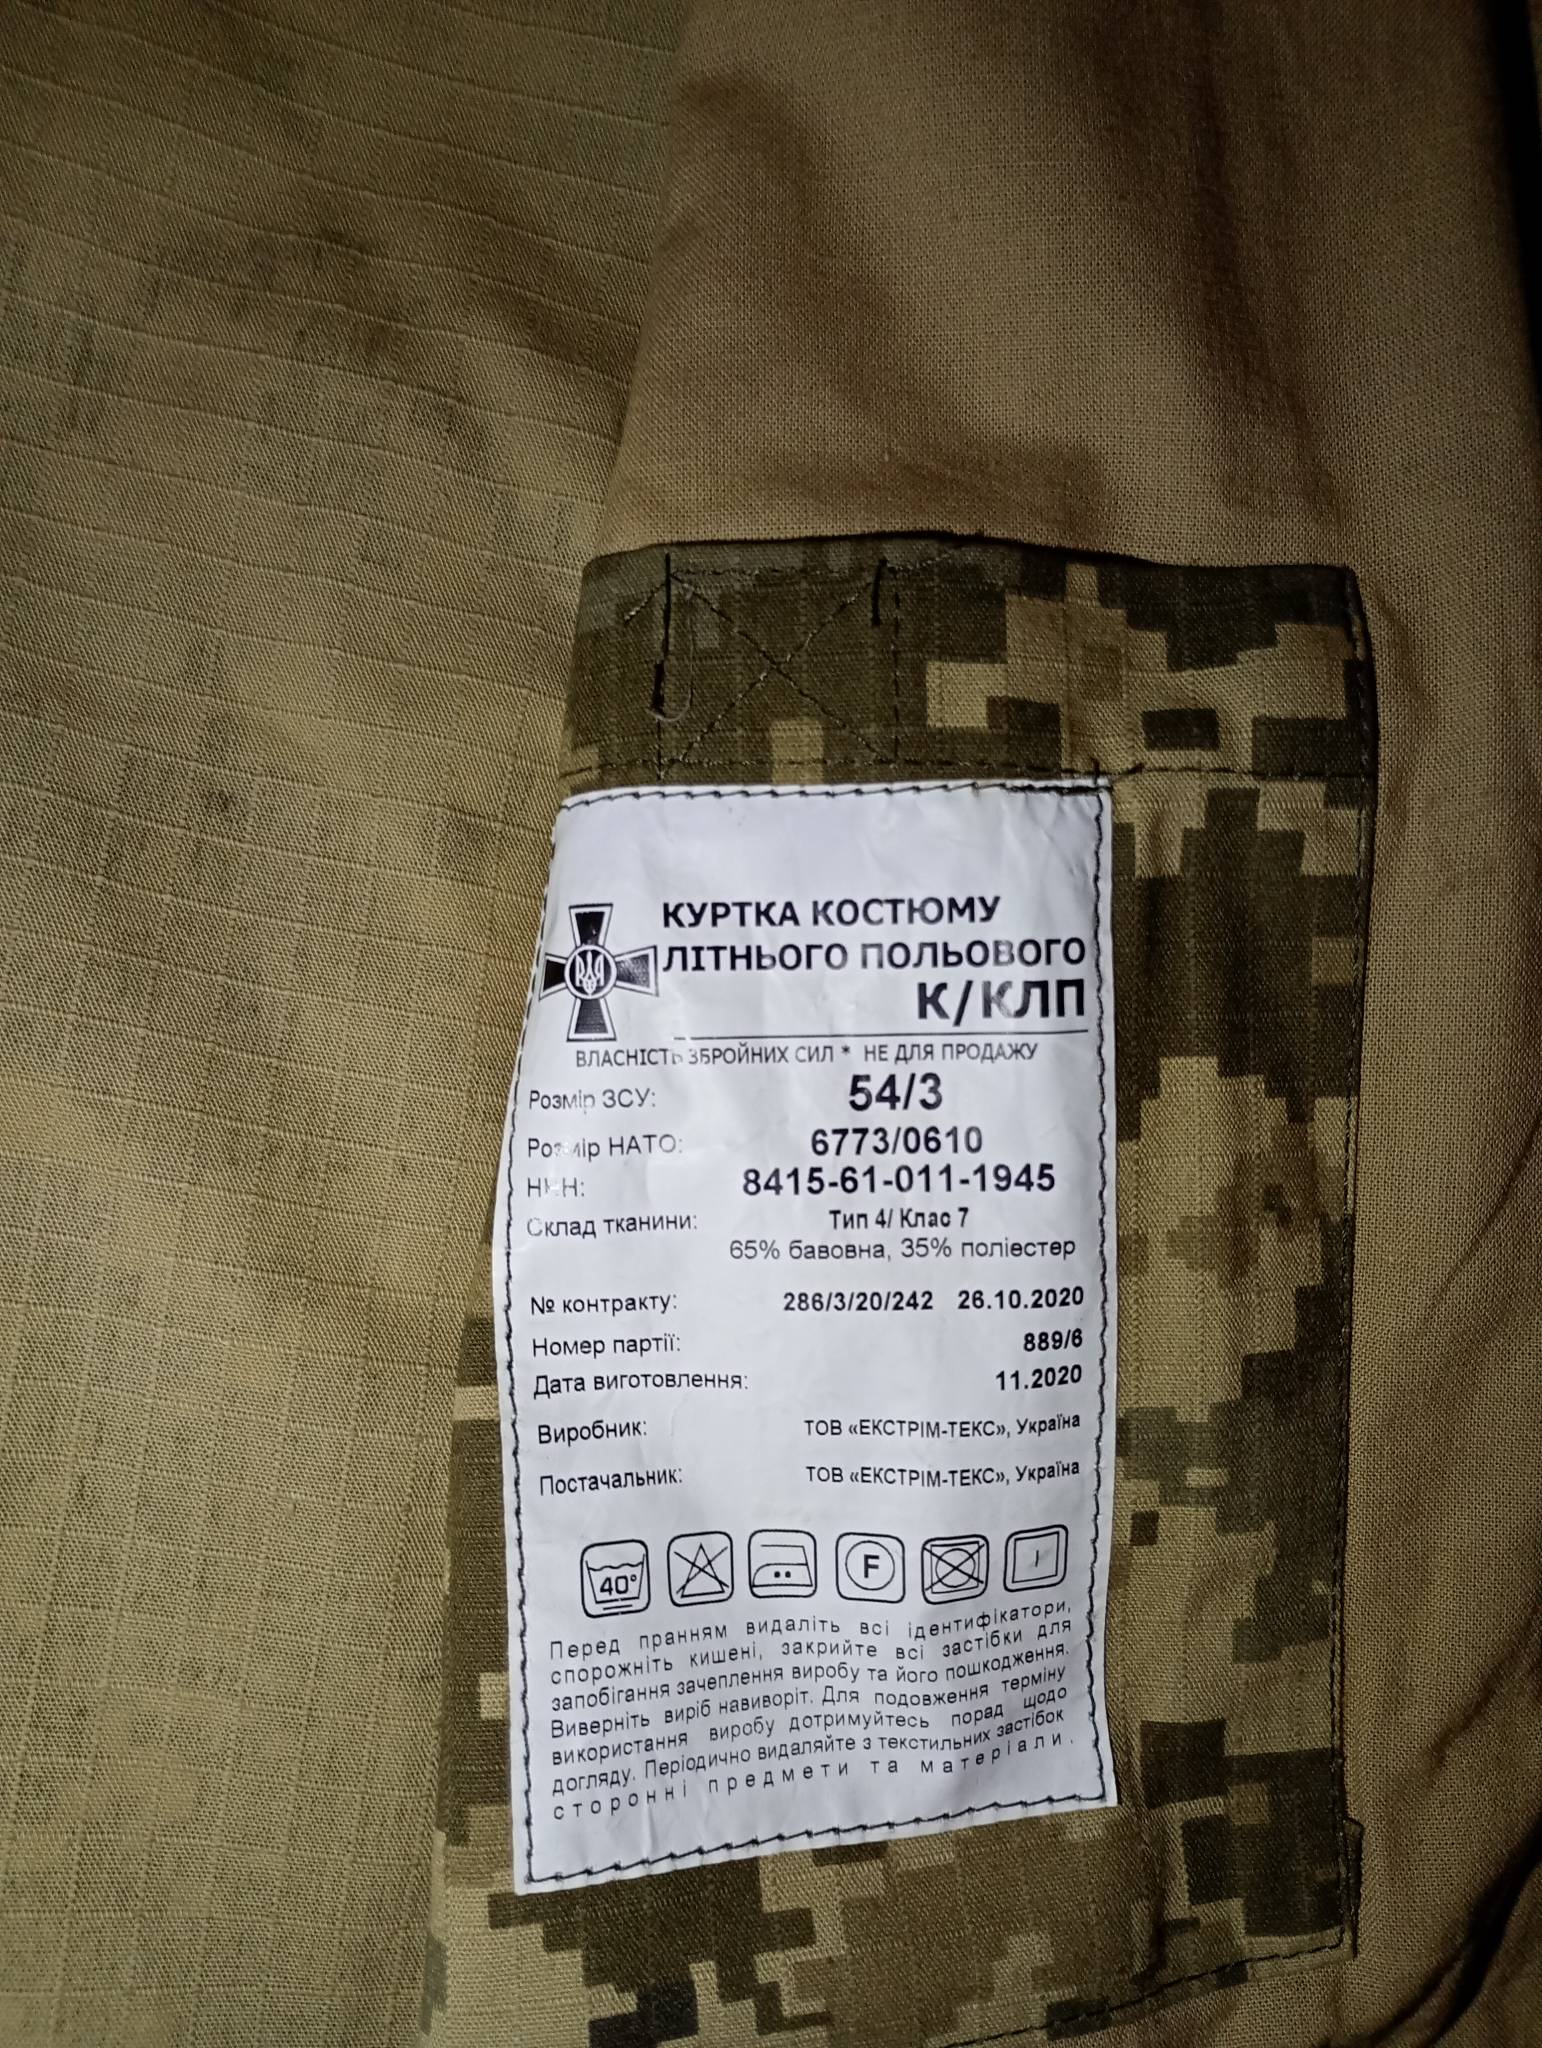 КУРТКА КОСТЮМУ
ЛІТНЬОГО ПОЛЬОВОГО
К/КЛП
ВЛАСНІСТЬ ЗБРОЙНИХ СИЛ * НЕ ДЛЯ ПРОДАЖУ
Розмір ЗСУ: 54/3
Розмір НАТО: 6773/0610
ННН: 8415-61-011-1945
Склад тканини: Тип 4/ Клас 7
65% бавовна, 35% поліестер
№ контракту: 286/3/20/242 26.10.2020
Номер партії: 889/6
Дата виготовлення: 11.2020
Виробник: ТОВ «ЕКСТРІМ-ТЕКС», Україна
Постачальник: ТОВ «ЕКСТРІМ-ТЕКС», Україна
40° F
Перед пранням видаліть всі ідентифікатори,
спорожніть кишені, закрийте всі застібки для
запобігання зачеплення виробу та його пошкодження.
Виверніть виріб навиворіт. Для подовження терміну
використання виробу дотримуйтесь порад щодо
догляду. Періодично видаляйте з текстильних застібок
сторонні предмети та матеріали.